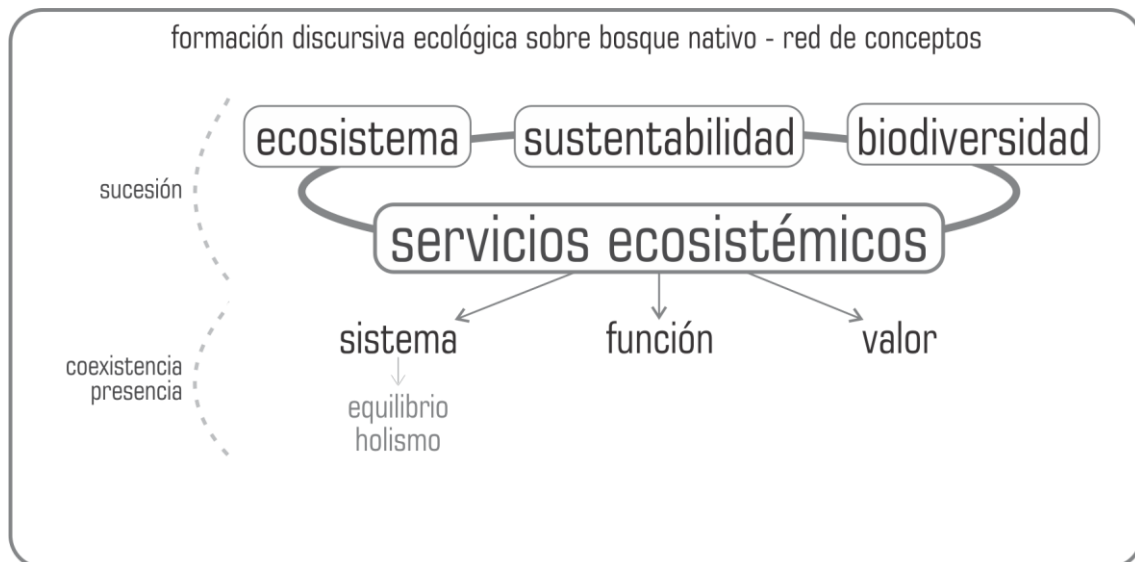 formación discursiva ecológica sobre bosque nativo - red de conceptos
ecosistema
sustentabilidad
biodiversidad
sucesión
servicios ecosistémicos
sistema
función
valor
coexistencia
presencia
equilibrio
holismo